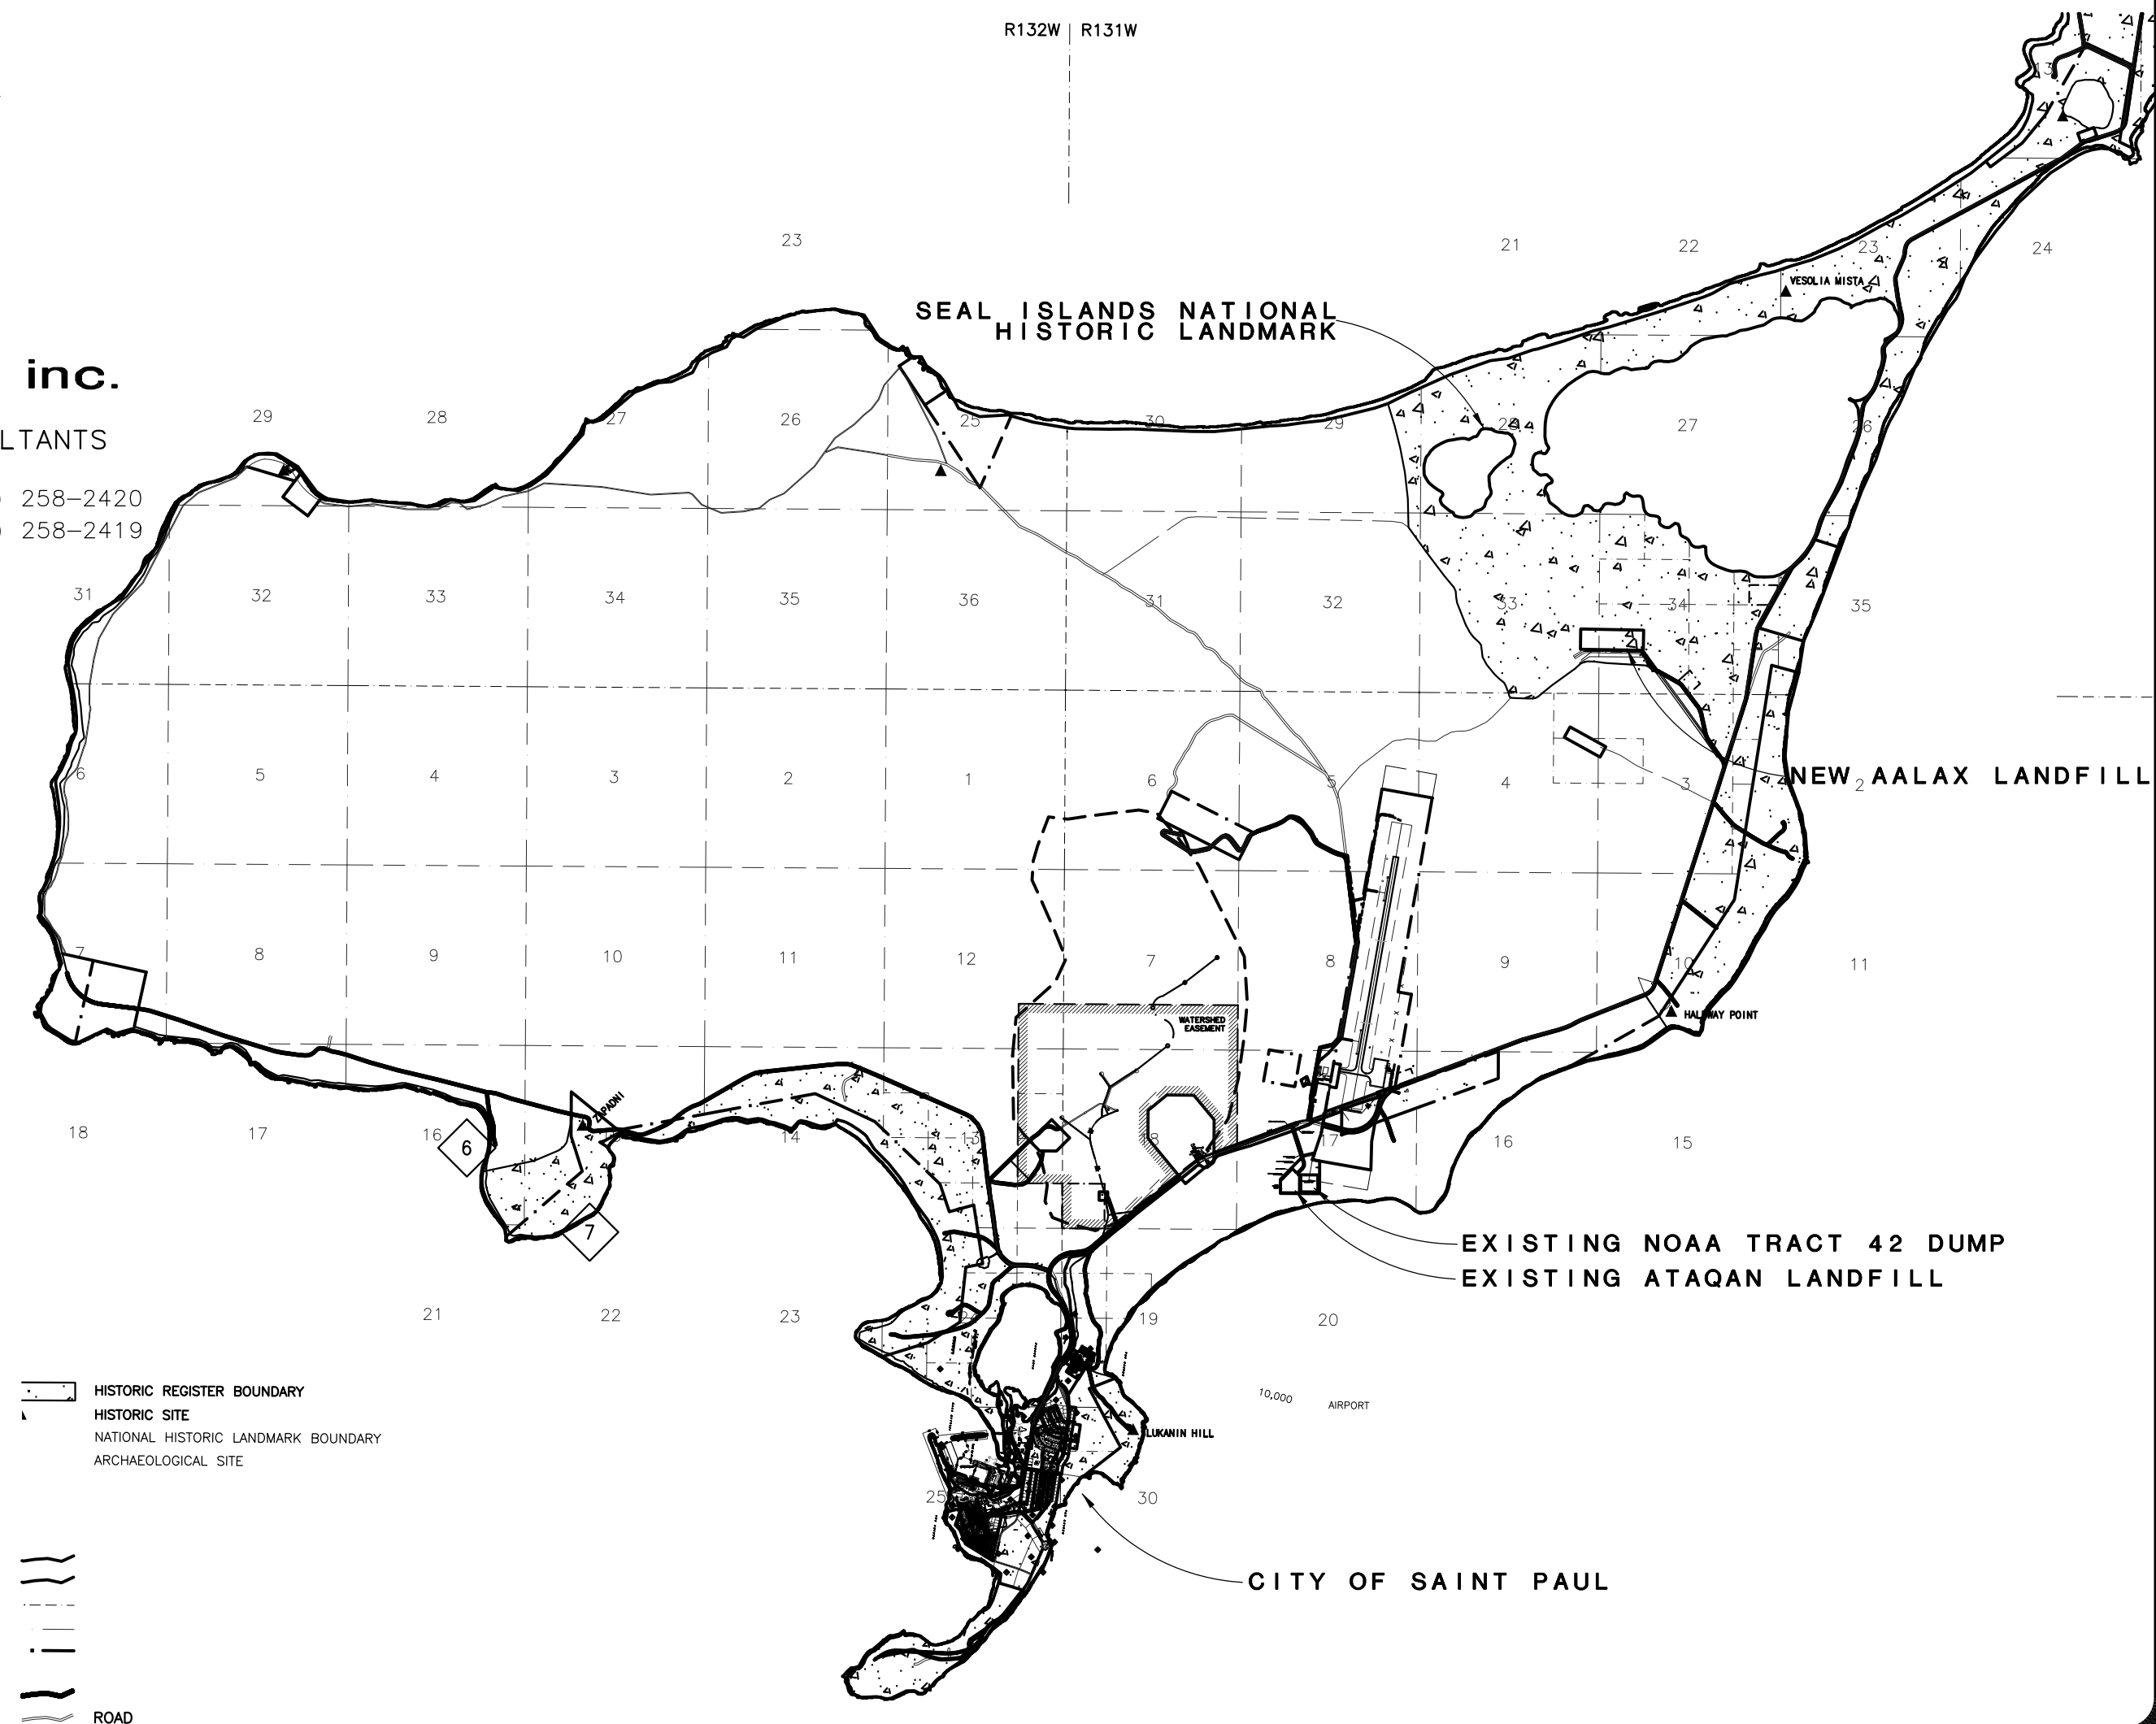 R132W R131W
13
23 21 22 23 24
VESOLIA MISTA
SEAL ISLANDS NATIONAL
HISTORIC LANDMARK
inc.
29 28 27 26 25 30 29 28 27 26
LTANTS
258-2420
258-2419
31 32 33 34 35 36 31 32 33 34 35
6 5 4 3 2 1 6 5 4 3 2
NEW AALAX LANDFILL
7 8 9 10 11 12 7 8 9 10 11
WATERSHED
EASEMENT
HALFWAY POINT
ZAPADNI
18 17 16 14 13 18 17 16 15
6
7
EXISTING NOAA TRACT 42 DUMP
EXISTING ATAQAN LANDFILL
21 22 23 19 20
HISTORIC REGISTER BOUNDARY
10,000 AIRPORT
HISTORIC SITE
NATIONAL HISTORIC LANDMARK BOUNDARY
LUKANIN HILL
ARCHAEOLOGICAL SITE
25 30
CITY OF SAINT PAUL
ROAD